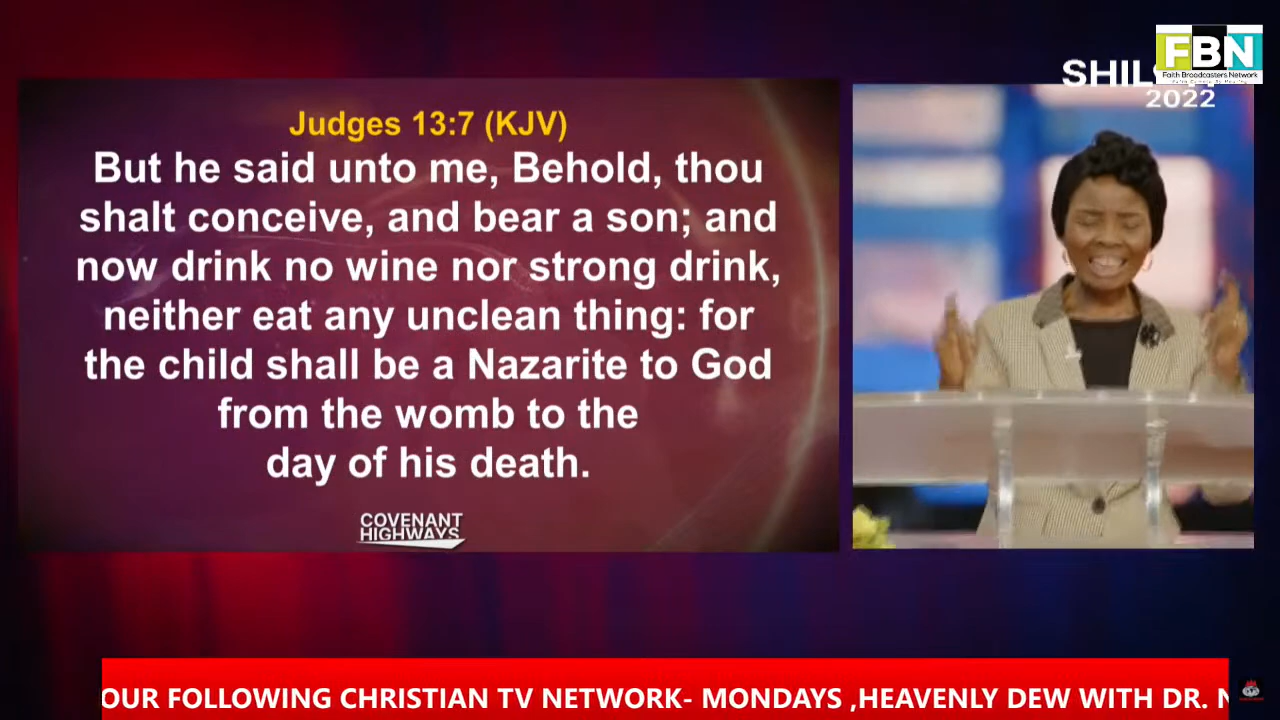 FBN
Faith Broadcasters Network
2022
Judges 13:7 (KJV)
But he said unto me, Behold, thou
shalt conceive, and bear a son; and
now drink no wine nor strong drink,
neither eat any unclean thing: for
the child shall be a Nazarite to God
from the womb to the
day of his death.
COVENANT
HIGHWAYS
OUR FOLLOWING CHRISTIAN TV NETWORK- MONDAYS ,HEAVENLY DEW WITH DR.